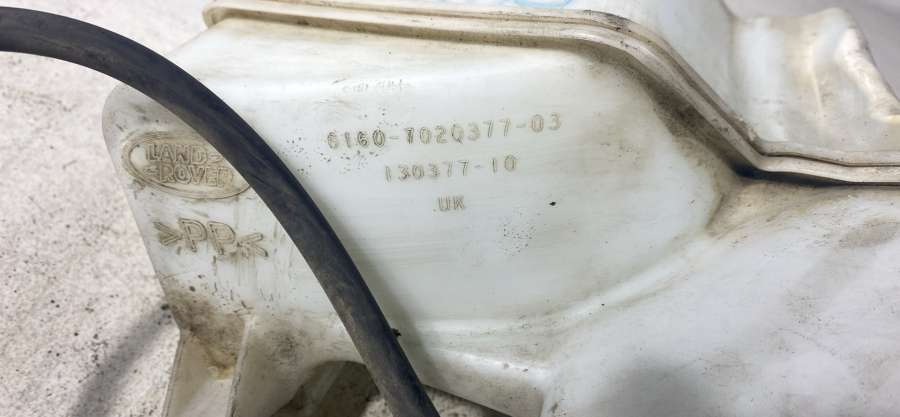 6160-7020377-03
LAND-
-ROVER
130377-10
UK
>PP<